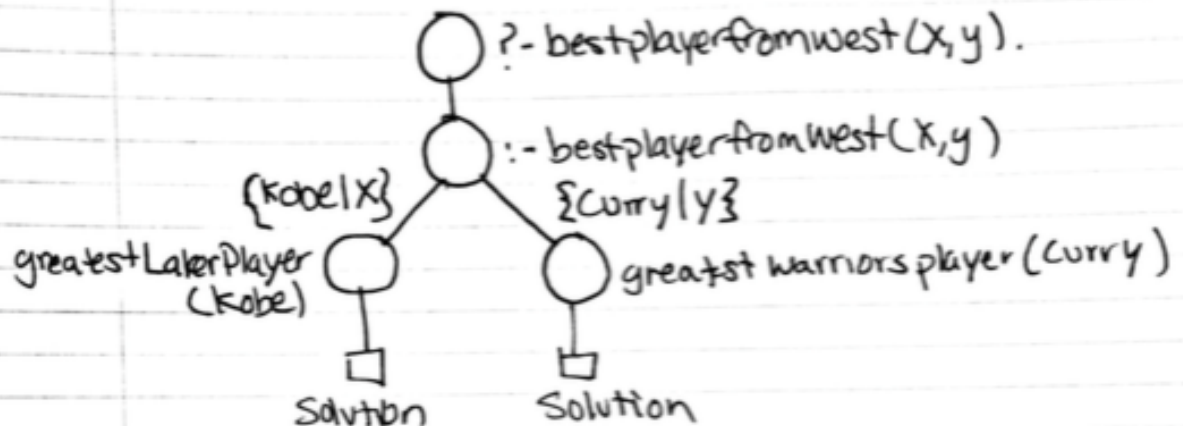 ?- bestplayerfromwest(X,y).
:- bestplayerfromwest(X,y)
{Kobe|X} {Curry|Y}
greatestLakerPlayer greatst warriorsplayer(Curry)
(Kobe)
Solution Solution